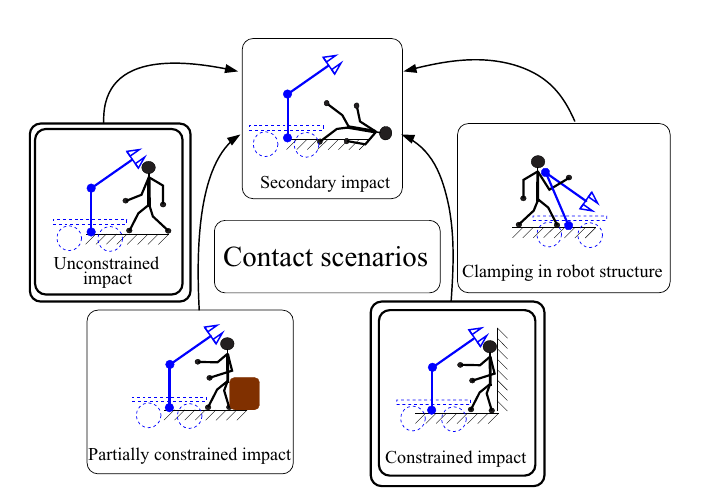 Secondary impact
Unconstrained
impact
Contact scenarios
Clamping in robot structure
Partially constrained impact
Constrained impact